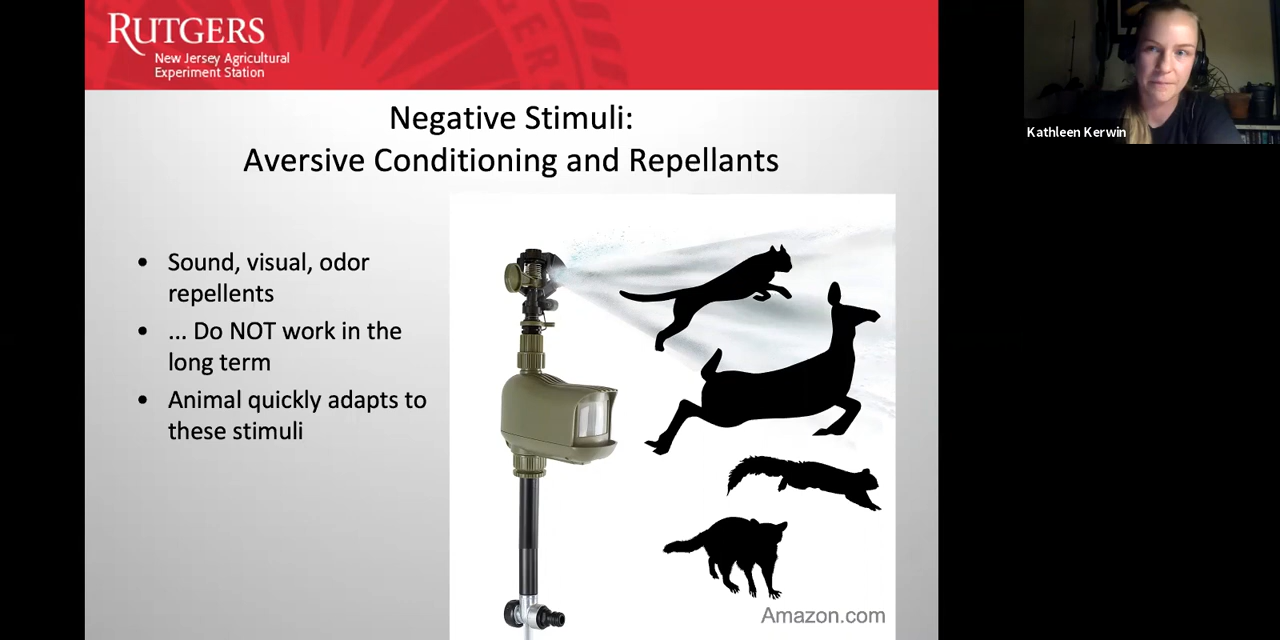 RUTGERS
New Jersey Agricultural
Experiment Station
Negative Stimuli:
Aversive Conditioning and Repellants
• Sound, visual, odor
repellents
• ... Do NOT work in the
long term
• Animal quickly adapts to
these stimuli
Amazon.com
Kathleen Kerwin